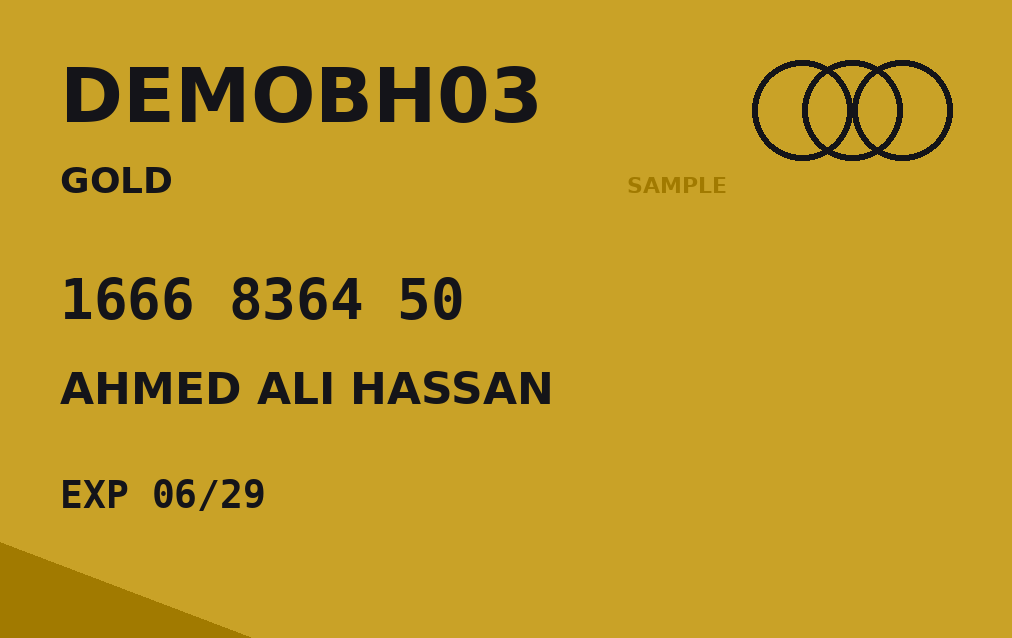 DEMOBH03
GOLD
SAMPLE
1666 8364 50
AHMED ALI HASSAN
EXP 06/29